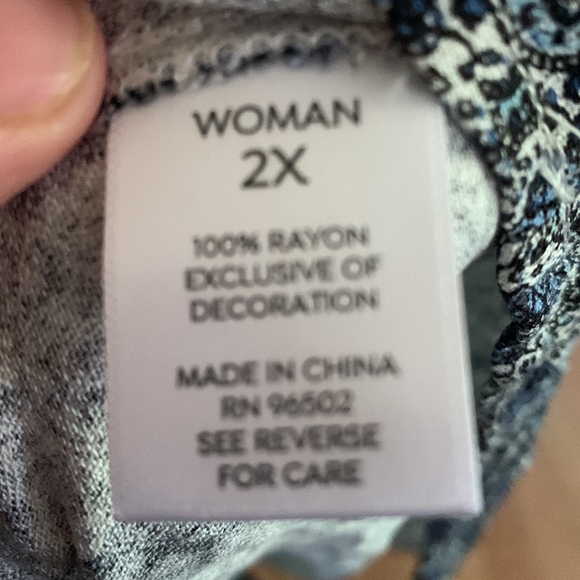 WOMAN
2X
100% RAYON
EXCLUSIVE OF
DECORATION
MADE IN CHINA
RN 96502
SEE REVERSE
FOR CARE